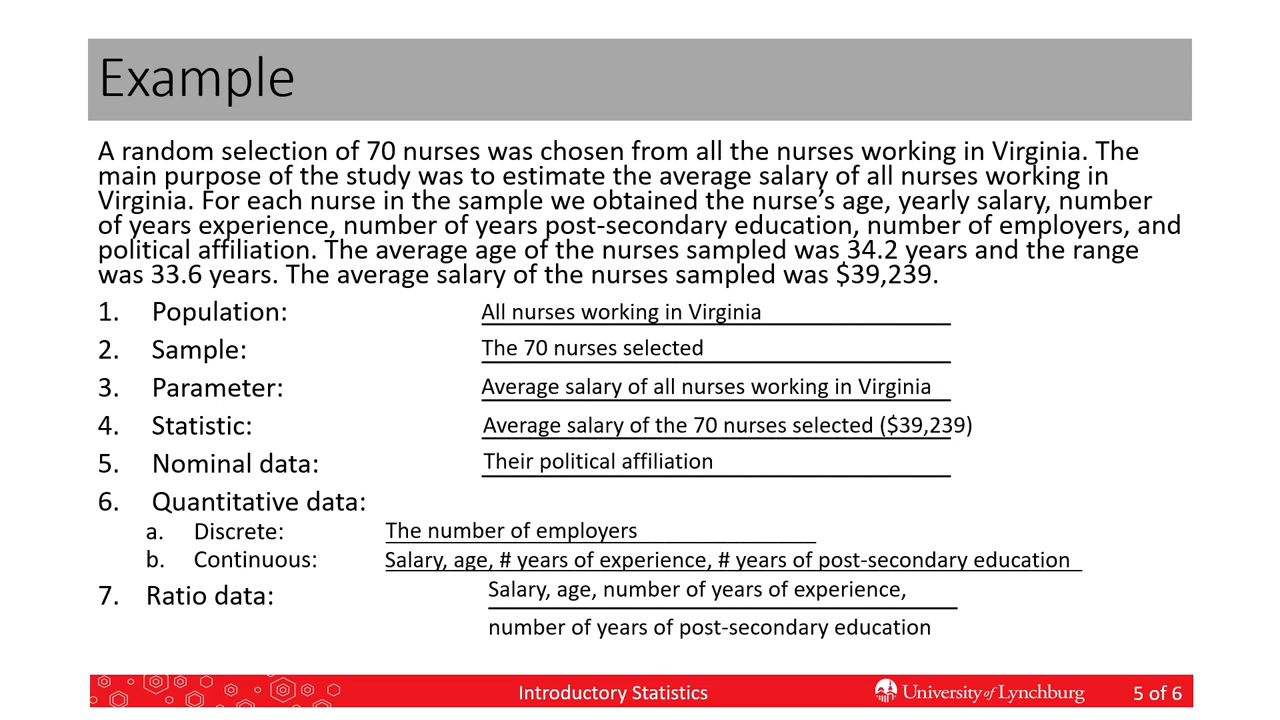 Example
A random selection of 70 nurses was chosen from all the nurses working in Virginia. The
main purpose of the study was to estimate the average salary of all nurses working in
Virginia. For each nurse in the sample we obtained the nurse’s age, yearly salary, number
of years experience, number of years post-secondary education, number of employers, and
political affiliation. The average age of the nurses sampled was 34.2 years and the range
was 33.6 years. The average salary of the nurses sampled was $39,239.
1. Population: All nurses working in Virginia
2. Sample: The 70 nurses selected
3. Parameter: Average salary of all nurses working in Virginia
4. Statistic: Average salary of the 70 nurses selected ($39,239)
5. Nominal data: Their political affiliation
6. Quantitative data:
a. Discrete: The number of employers
b. Continuous: Salary, age, # years of experience, # years of post-secondary education
7. Ratio data: Salary, age, number of years of experience,
number of years of post-secondary education
Introductory Statistics University of Lynchburg 5 of 6